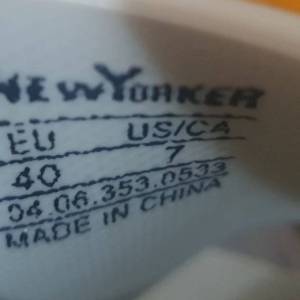 NEWYORKER
EU US/CA
40 7
04.06.353.0533
MADE IN CHINA